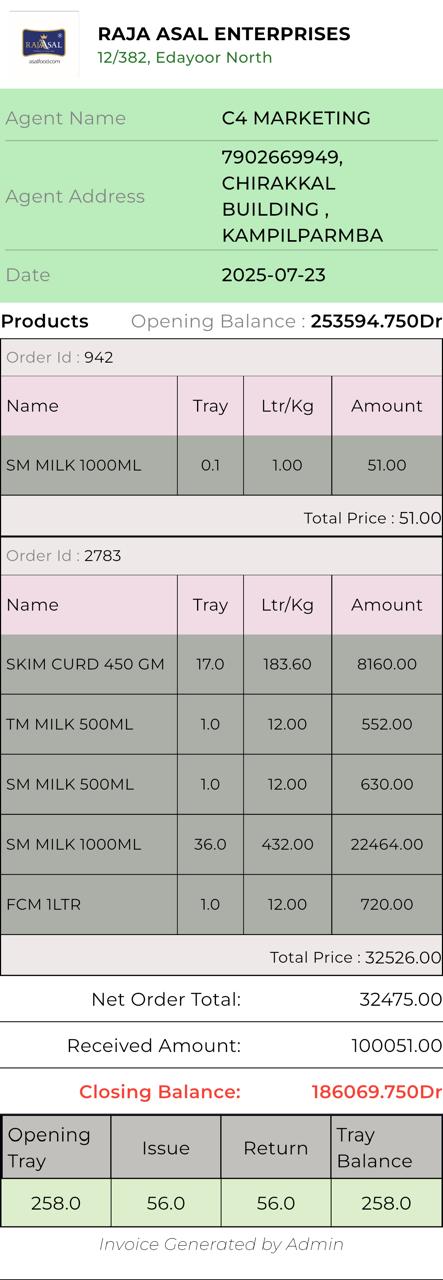 RAJA ASAL
asalfood.com
RAJA ASAL ENTERPRISES
12/382, Edayoor North
Agent Name C4 MARKETING
Agent Address 7902669949,
CHIRAKKAL
BUILDING ,
KAMPILPARMBA
Date 2025-07-23
Products Opening Balance : 253594.750Dr
Order Id : 942
Name Tray Ltr/Kg Amount
SM MILK 1000ML 0.1 1.00 51.00
Total Price : 51.00
Order Id : 2783
Name Tray Ltr/Kg Amount
SKIM CURD 450 GM 17.0 183.60 8160.00
TM MILK 500ML 1.0 12.00 552.00
SM MILK 500ML 1.0 12.00 630.00
SM MILK 1000ML 36.0 432.00 22464.00
FCM 1LTR 1.0 12.00 720.00
Total Price : 32526.00
Net Order Total: 32475.00
Received Amount: 100051.00
Closing Balance: 186069.750Dr
Opening Tray Issue Return Tray Balance
258.0 56.0 56.0 258.0
Invoice Generated by Admin